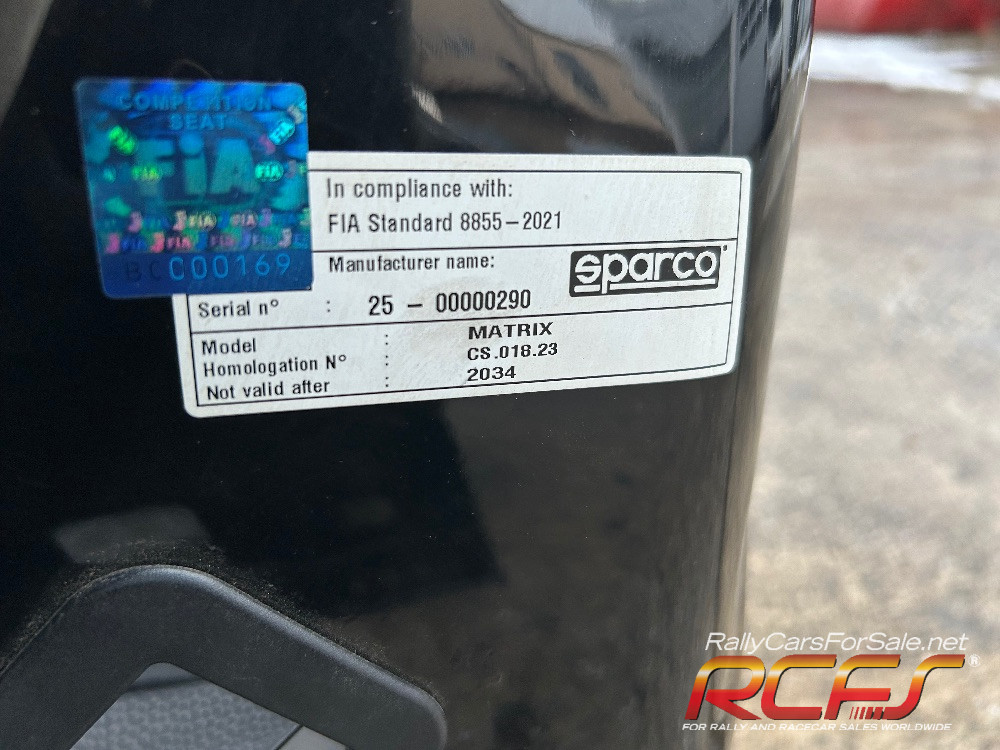 COMPETITION
SEAT
FIA
BCC00169
In compliance with:
FIA Standard 8855-2021
Manufacturer name:
sparco
Serial n° : 25 - 00000290
Model : MATRIX
Homologation N° : CS.018.23
Not valid after : 2034
RallyCarsForSale.net
RCFS®
FOR RALLY AND RACECAR SALES WORLDWIDE